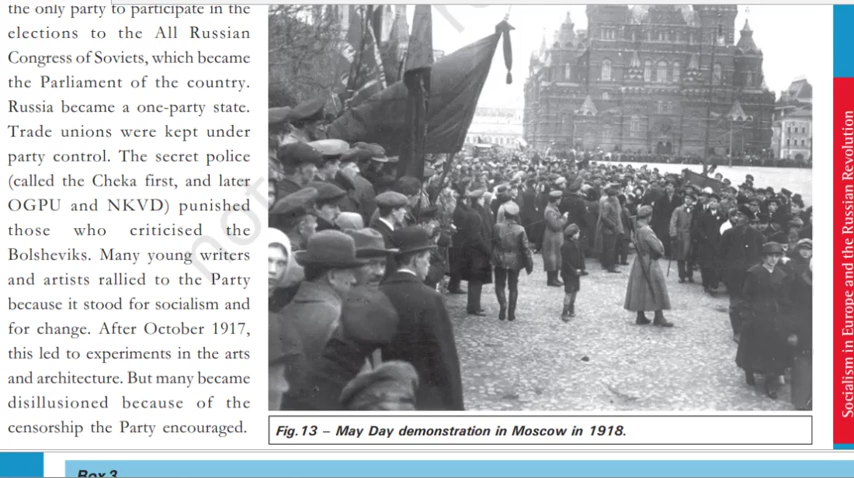 the only party to participate in the
elections to the All Russian
Congress of Soviets, which became
the Parliament of the country.
Russia became a one-party state.
Trade unions were kept under
party control. The secret police
(called the Cheka first, and later
OGPU and NKVD) punished
those who criticised the
Bolsheviks. Many young writers
and artists rallied to the Party
because it stood for socialism and
for change. After October 1917,
this led to experiments in the arts
and architecture. But many became
disillusioned because of the
censorship the Party encouraged.
Fig.13 – May Day demonstration in Moscow in 1918.
Socialism in Europe and the Russian Revolution
Box 3